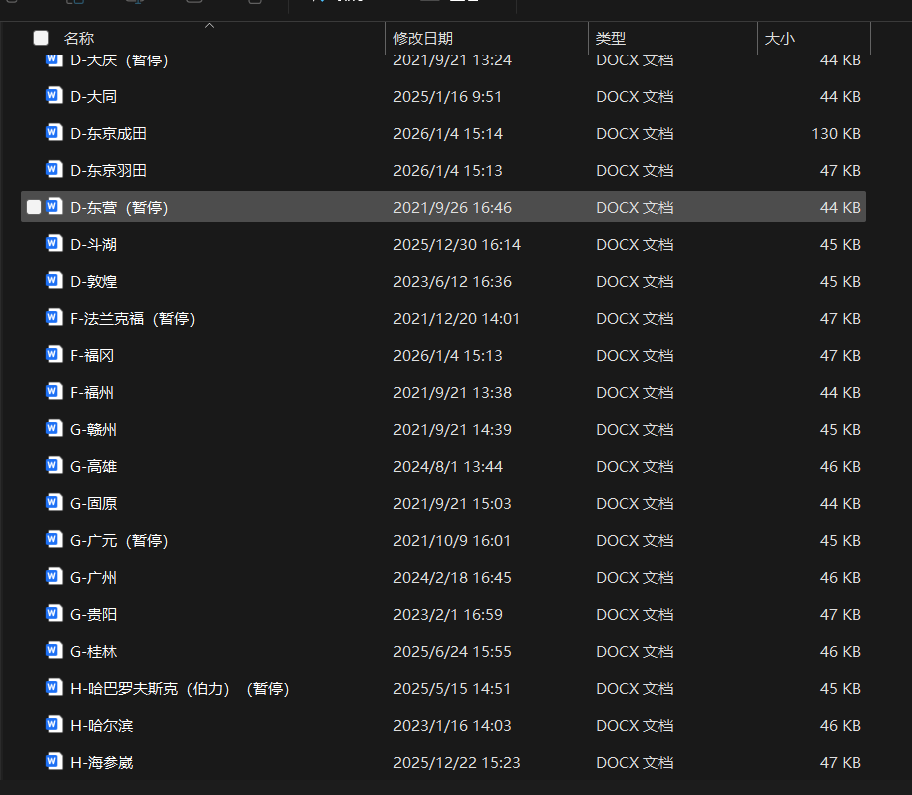 名称 修改日期 类型 大小
D-大庆（暂停） 2021/9/21 13:24 DOCX 文档 44 KB
D-大同 2025/1/16 9:51 DOCX 文档 44 KB
D-东京成田 2026/1/4 15:14 DOCX 文档 130 KB
D-东京羽田 2026/1/4 15:13 DOCX 文档 47 KB
D-东营（暂停） 2021/9/26 16:46 DOCX 文档 44 KB
D-斗湖 2025/12/30 16:14 DOCX 文档 45 KB
D-敦煌 2023/6/12 16:36 DOCX 文档 45 KB
F-法兰克福（暂停） 2021/12/20 14:01 DOCX 文档 47 KB
F-福冈 2026/1/4 15:13 DOCX 文档 47 KB
F-福州 2021/9/21 13:38 DOCX 文档 44 KB
G-赣州 2021/9/21 14:39 DOCX 文档 45 KB
G-高雄 2024/8/1 13:44 DOCX 文档 46 KB
G-固原 2021/9/21 15:03 DOCX 文档 44 KB
G-广元（暂停） 2021/10/9 16:01 DOCX 文档 45 KB
G-广州 2024/2/18 16:45 DOCX 文档 46 KB
G-贵阳 2023/2/1 16:59 DOCX 文档 47 KB
G-桂林 2025/6/24 15:55 DOCX 文档 46 KB
H-哈巴罗夫斯克（伯力）（暂停） 2025/5/15 14:51 DOCX 文档 45 KB
H-哈尔滨 2023/1/16 14:03 DOCX 文档 46 KB
H-海参崴 2025/12/22 15:23 DOCX 文档 47 KB